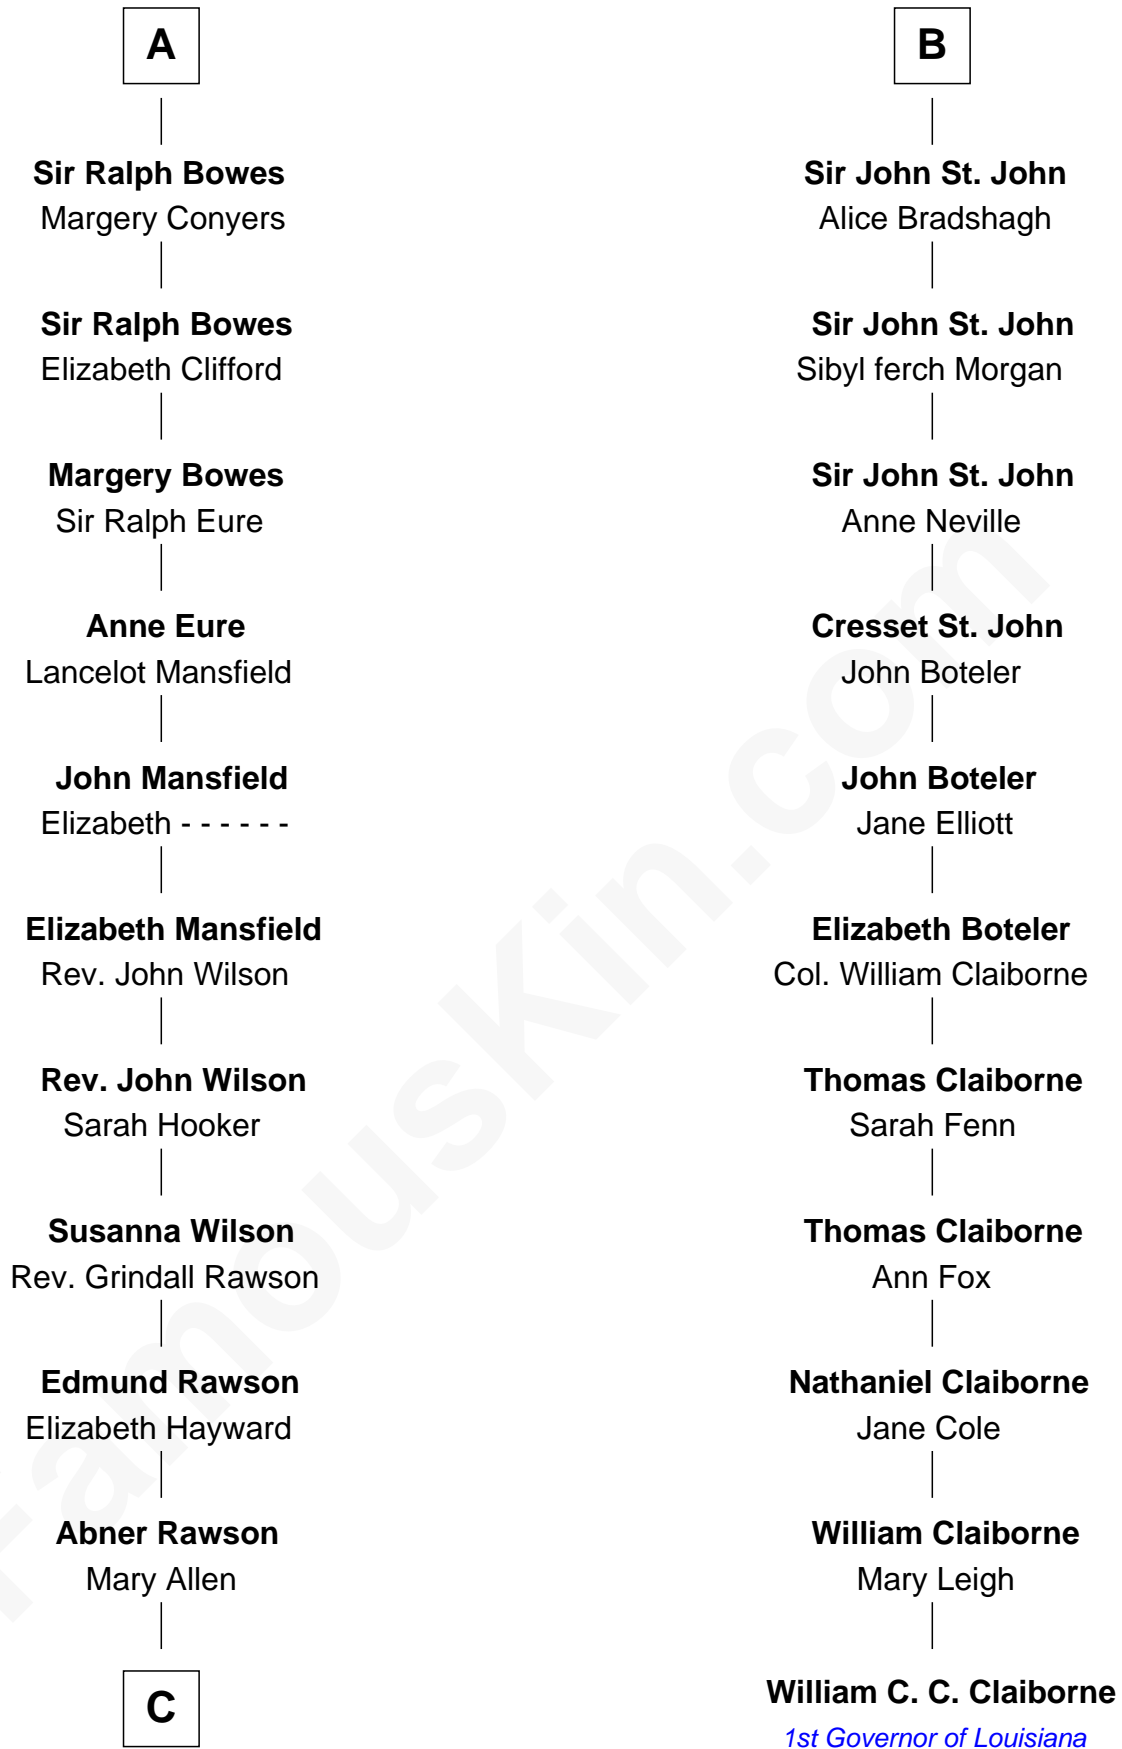 A
Sir Ralph Bowes
Margery Conyers
Sir Ralph Bowes
Elizabeth Clifford
Margery Bowes
Sir Ralph Eure
Anne Eure
Lancelot Mansfield
John Mansfield
Elizabeth - - - - - -
Elizabeth Mansfield
Rev. John Wilson
Rev. John Wilson
Sarah Hooker
Susanna Wilson
Rev. Grindall Rawson
Edmund Rawson
Elizabeth Hayward
Abner Rawson
Mary Allen
C
B
Sir John St. John
Alice Bradshagh
Sir John St. John
Sibyl ferch Morgan
Sir John St. John
Anne Neville
Cresset St. John
John Boteler
John Boteler
Jane Elliott
Elizabeth Boteler
Col. William Claiborne
Thomas Claiborne
Sarah Fenn
Thomas Claiborne
Ann Fox
Nathaniel Claiborne
Jane Cole
William Claiborne
Mary Leigh
William C. C. Claiborne
1st Governor of Louisiana
FamousKin.com